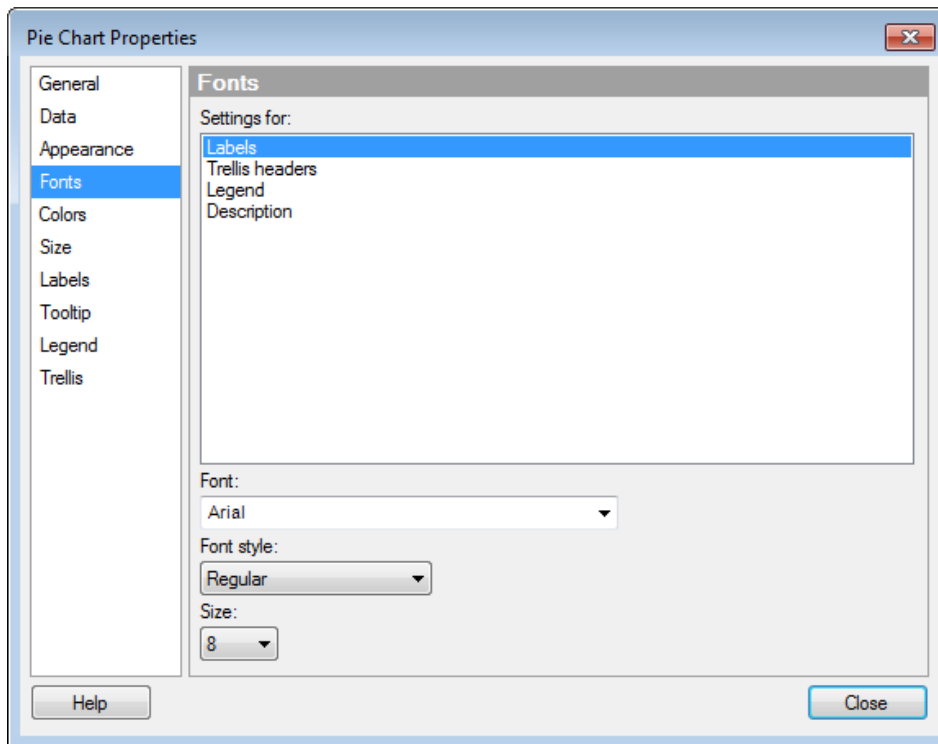 Pie Chart Properties
General
Data
Appearance
Fonts
Colors
Size
Labels
Tooltip
Legend
Trellis
Fonts
Settings for:
Labels
Trellis headers
Legend
Description
Font:
Arial
Font style:
Regular
Size:
8
Help
Close